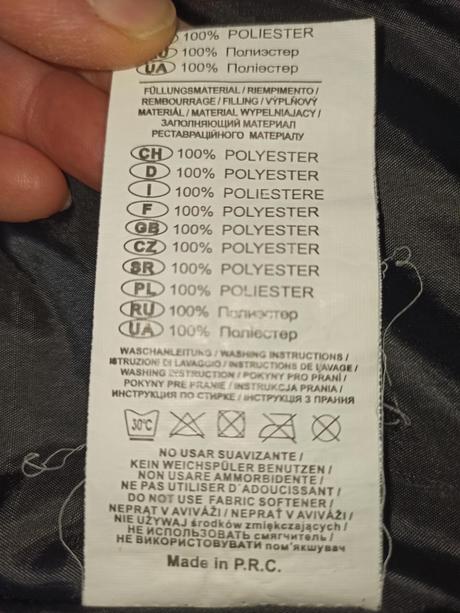 100% POLIESTER
RU 100% Полиэстер
UA 100% Поліестер
FÜLLUNGSMATERIAL / RIEMPIMENTO /
REMBOURRAGE / FILLING / VÝPLŇOVÝ
MATERIÁL / MATERIAL WYPELNIAJACY /
ЗАПОЛНЯЮЩИЙ МАТЕРИАЛ
РЕСТАВРАЦІЙНОГО МАТЕРІАЛУ
CH 100% POLYESTER
D 100% POLYESTER
I 100% POLIESTERE
F 100% POLYESTER
GB 100% POLYESTER
CZ 100% POLYESTER
SR 100% POLYESTER
PL 100% POLIESTER
RU 100% Полиэстер
UA 100% Поліестер
WASCHANLEITUNG / WASHING INSTRUCTIONS /
ISTRUZIONI DI LAVAGGIO / INSTRUCTIONS DE LAVAGE /
WASHING INSTRUCTION / POKYNY PRO PRANÍ /
POKYNY PRE PRANIE / INSTRUKCJA PRANIA /
ИНСТРУКЦИЯ ПО СТИРКЕ / ІНСТРУКЦІЯ З ПРАННЯ
30°C
NO USAR SUAVIZANTE /
KEIN WEICHSPÜLER BENUTZEN /
NON USARE AMMORBIDENTE /
NE PAS UTILISER D'ADOUCISSANT /
DO NOT USE FABRIC SOFTENER /
NEPRAT V AVIVÁŽI / NEPRAŤ V AVIVÁŽI /
NIE UŻYWAJ środków zmiękczających /
НЕ ИСПОЛЬЗОВАТЬ смягчитель /
НЕ ВИКОРИСТОВУВАТИ пом'якшувач
Made in P.R.C.